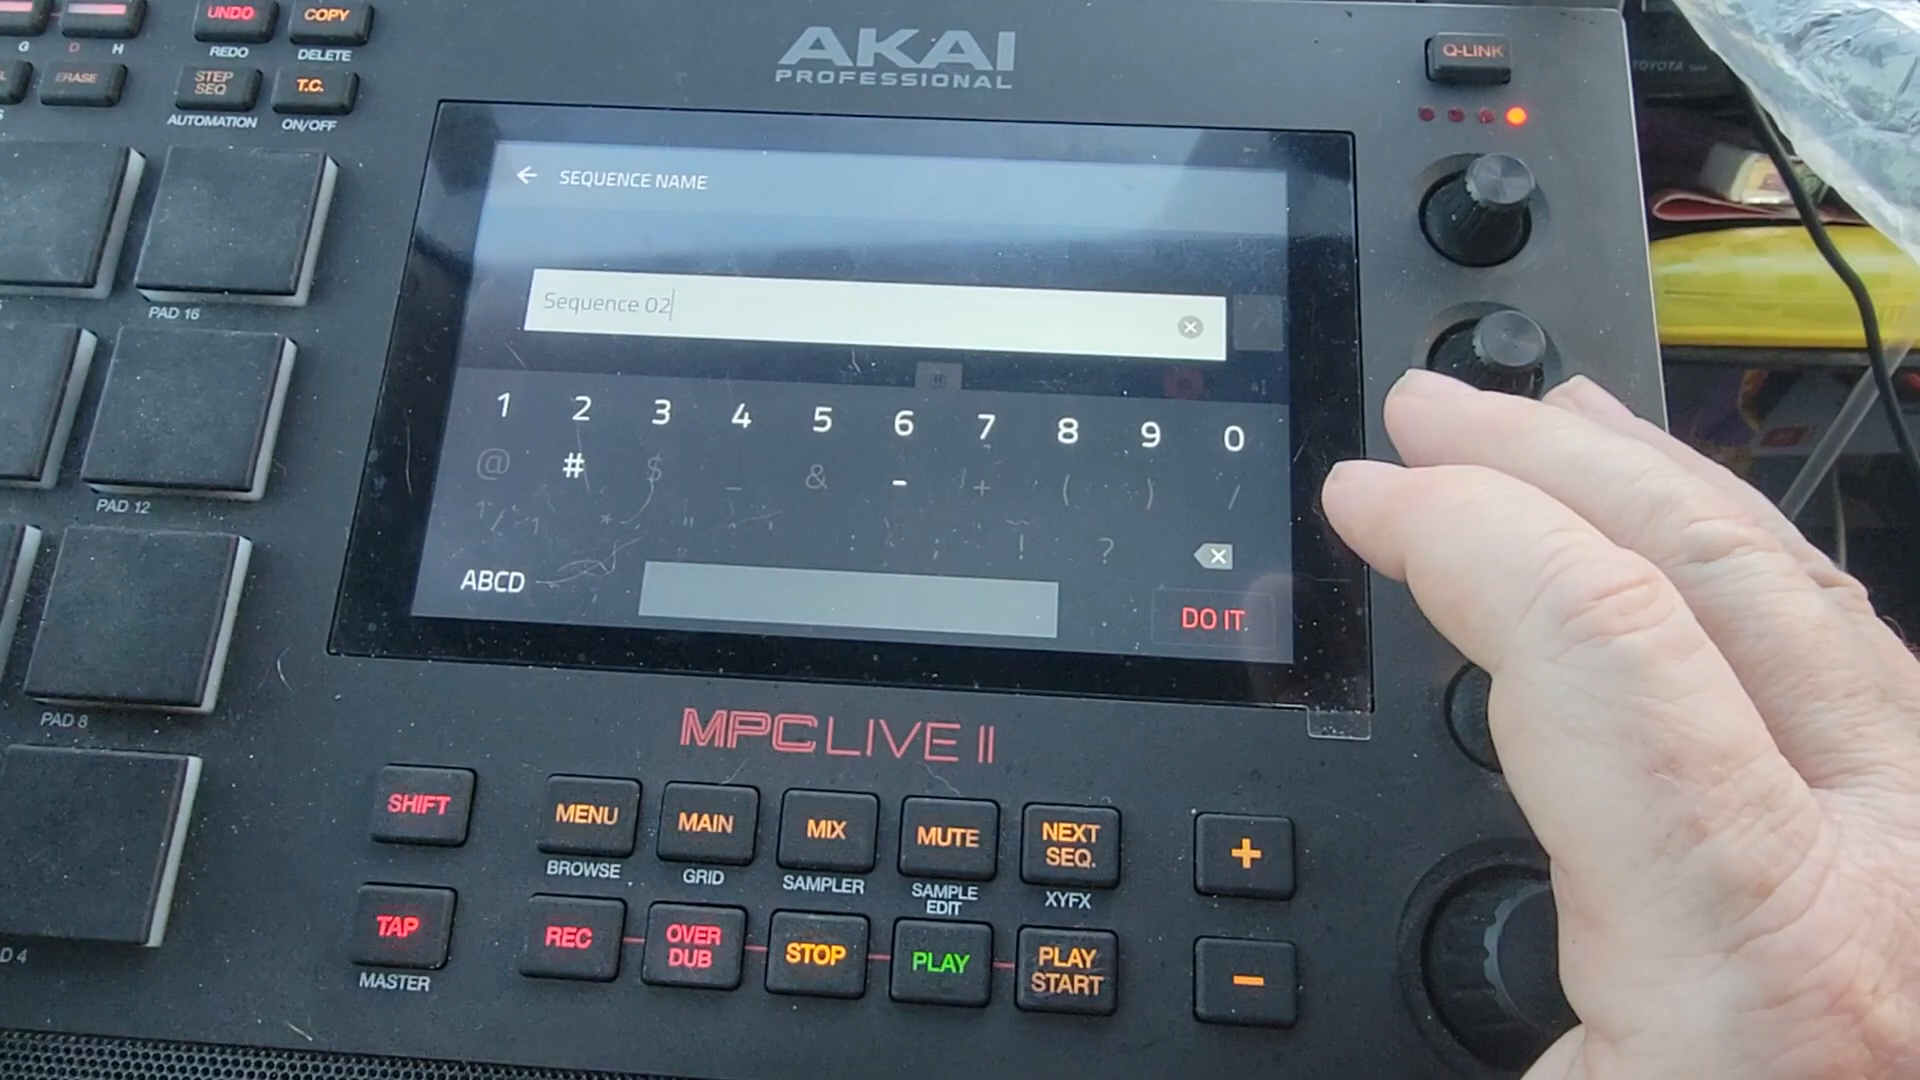 UNDO
COPY
G D H
REDO
DELETE
ERASE
STEP
SEQ
T.C.
AUTOMATION
ON/OFF
AKAI
PROFESSIONAL
Q-LINK
TOYOTA
SEQUENCE NAME
Sequence 02
1 2 3 4 5 6 7 8 9 0
@ # $ _ & - + ( ) /
* " : ; ! ?
ABCD
DO IT.
PAD 16
PAD 12
PAD 8
PAD 4
MPC LIVE II
SHIFT
MENU
MAIN
MIX
MUTE
NEXT
SEQ.
+
BROWSE
GRID
SAMPLER
SAMPLE
EDIT
XYFX
TAP
REC
OVER
DUB
STOP
PLAY
PLAY
START
-
MASTER